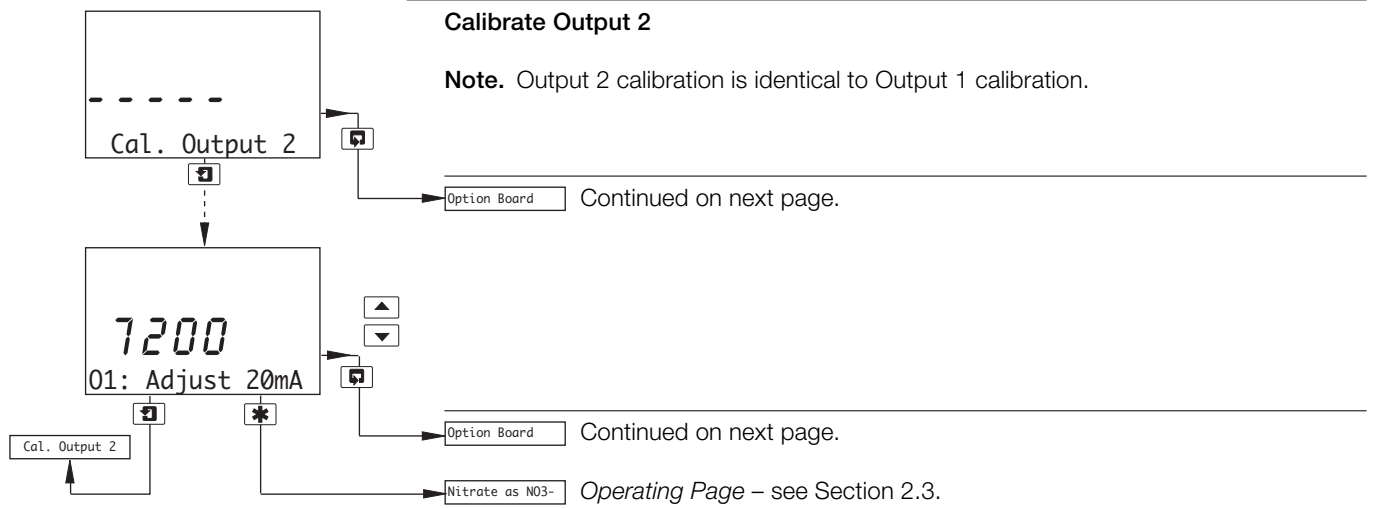 Calibrate Output 2
Note. Output 2 calibration is identical to Output 1 calibration.
- - - - -
Cal. Output 2
Option Board Continued on next page.
7200
O1: Adjust 20mA
Cal. Output 2
Option Board Continued on next page.
Nitrate as NO3- Operating Page – see Section 2.3.